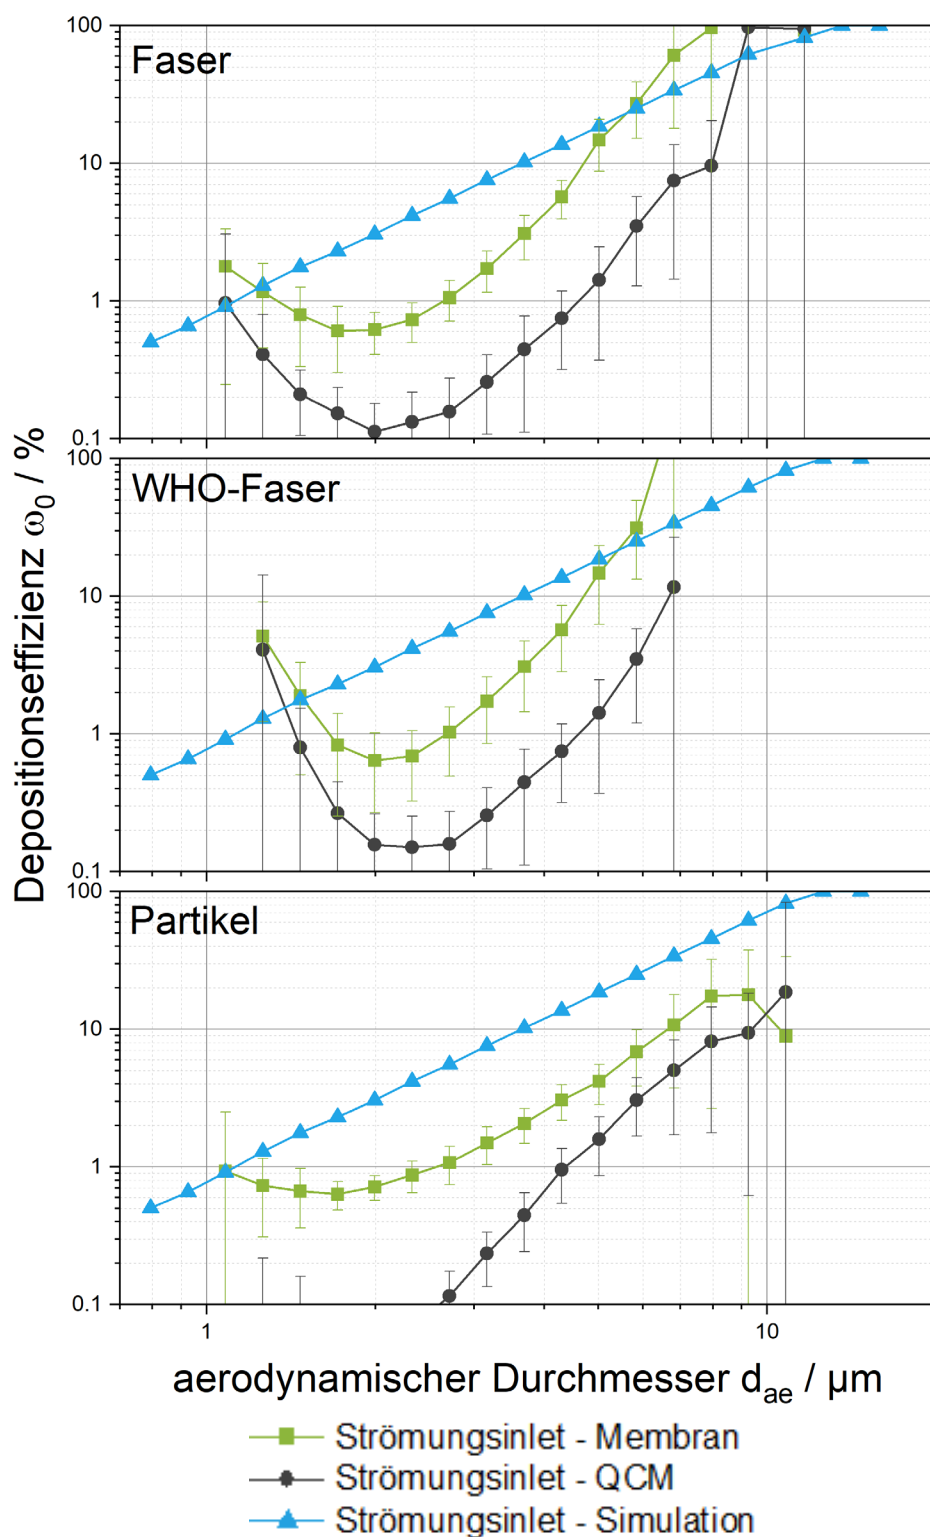 100
Faser
10
1
0.1
100
WHO-Faser
10
1
0.1
100
Partikel
10
1
0.1
1
10
Depositionseffizienz ω₀ / %
aerodynamischer Durchmesser dₐₑ / µm
Strömungsinlet - Membran
Strömungsinlet - QCM
Strömungsinlet - Simulation